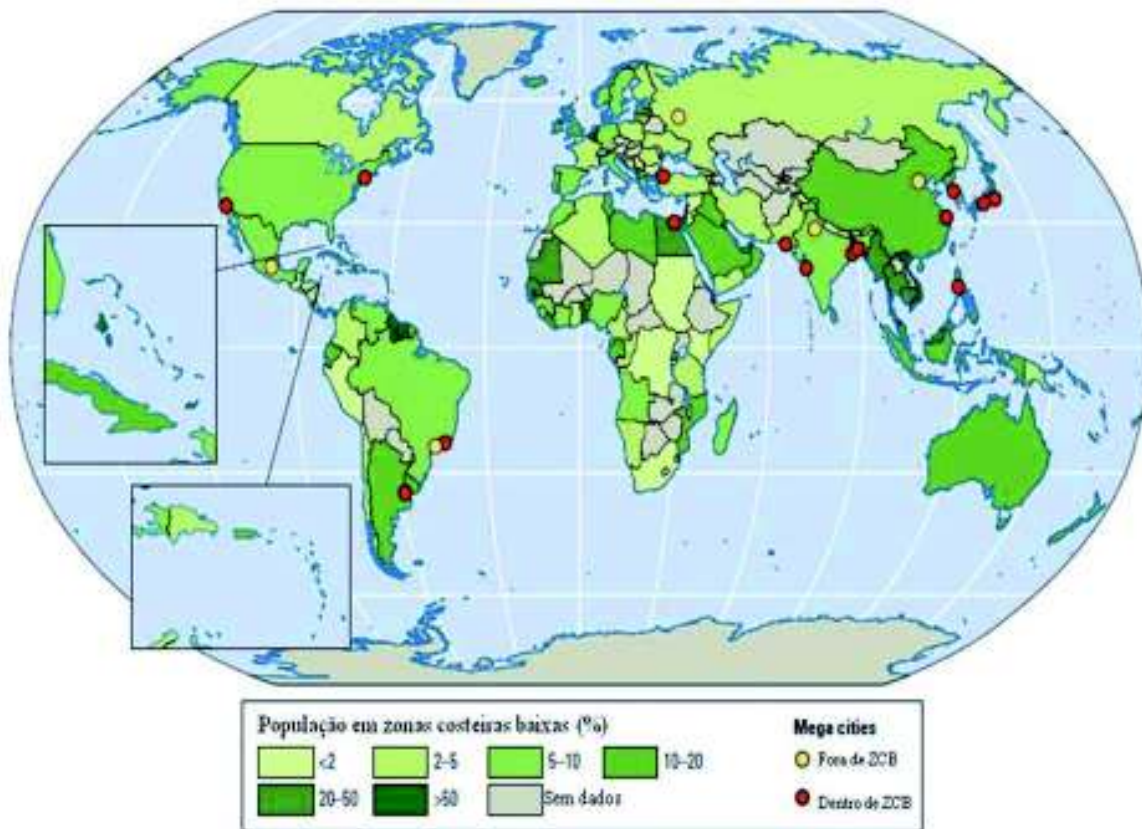 População em zonas costeiras baixas (%)
<2
2–5
5–10
10–20
20–50
>50
Sem dados
Mega cities
Fora de ZCB
Dentro de ZCB